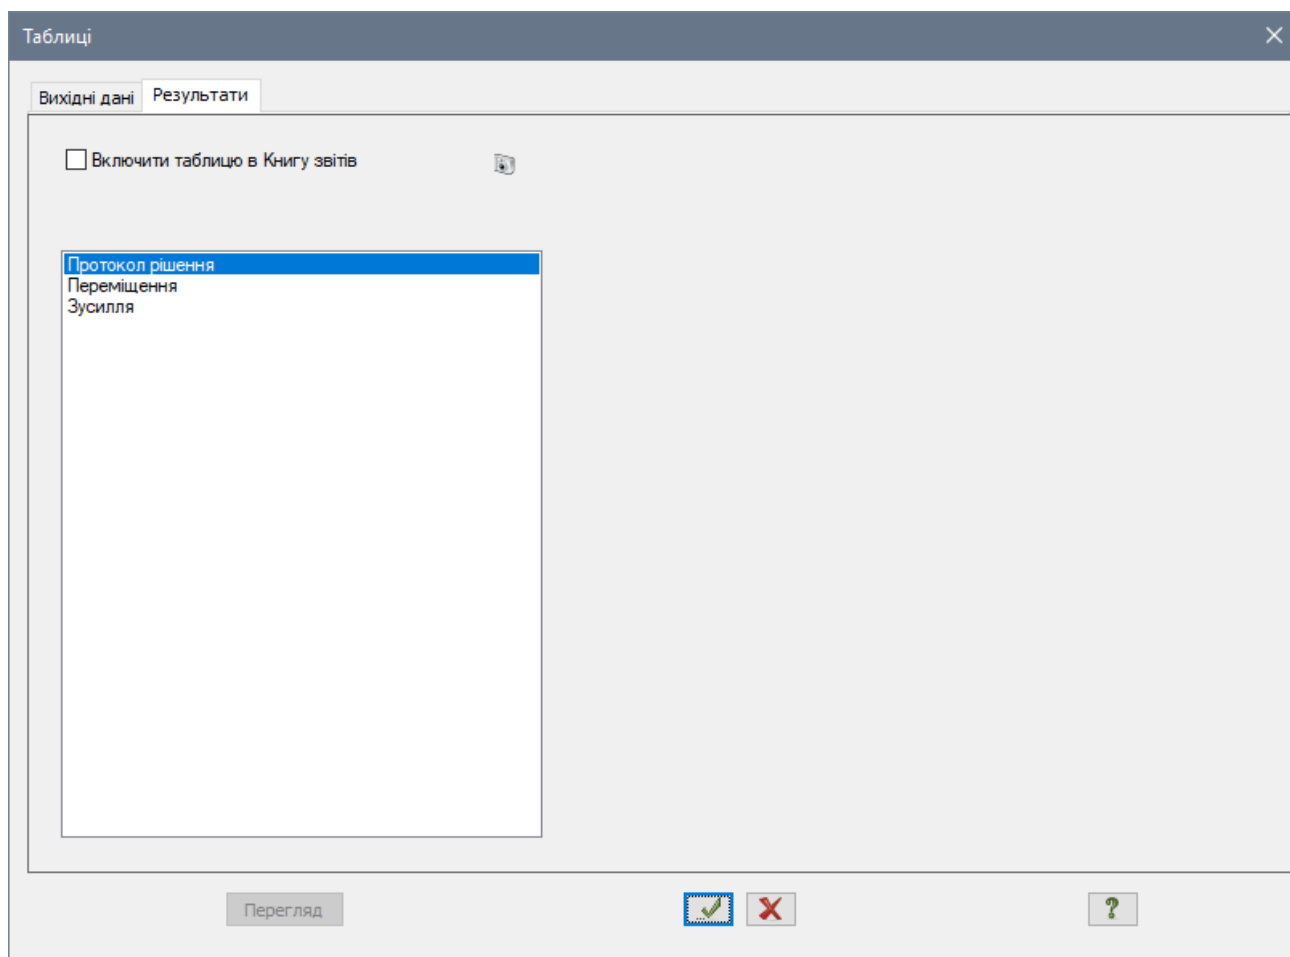 Таблиці
Вихідні дані
Результати
Включити таблицю в Книгу звітів
Протокол рішення
Переміщення
Зусилля
Перегляд
?